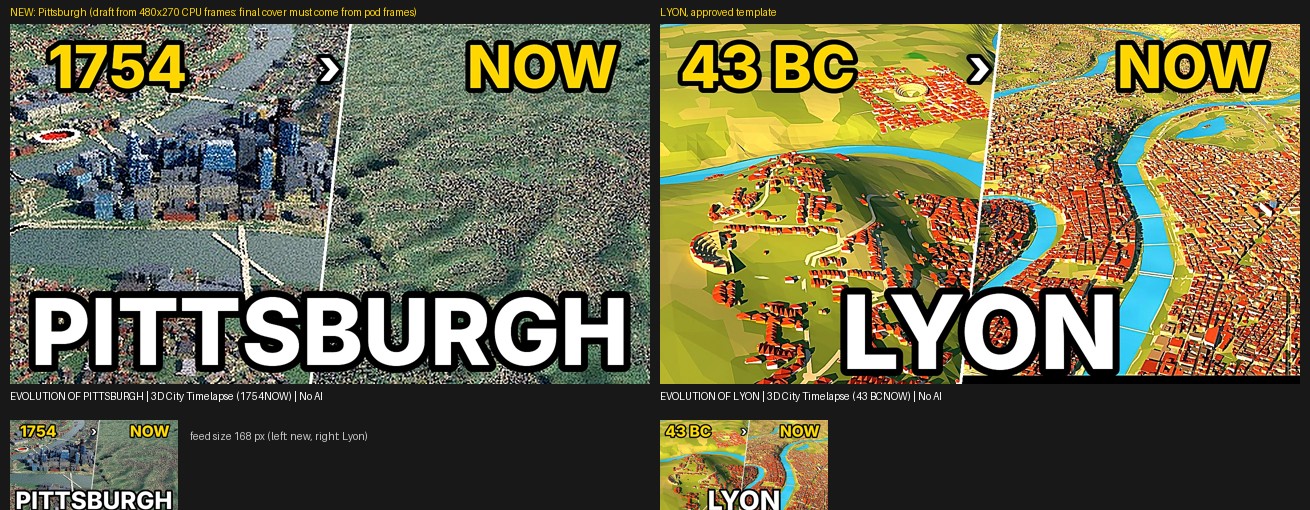 NEW: Pittsburgh (draft from 480x270 CPU frames: final cover must come from pod frames)
LYON, approved template
1754 › NOW
PITTSBURGH
43 BC › NOW
LYON
EVOLUTION OF PITTSBURGH | 3D City Timelapse (1754NOW) | No AI
EVOLUTION OF LYON | 3D City Timelapse (43 BCNOW) | No AI
1754 › NOW
PITTSBURGH
feed size 168 px (left: new, right: Lyon)
43 BC › NOW
LYON